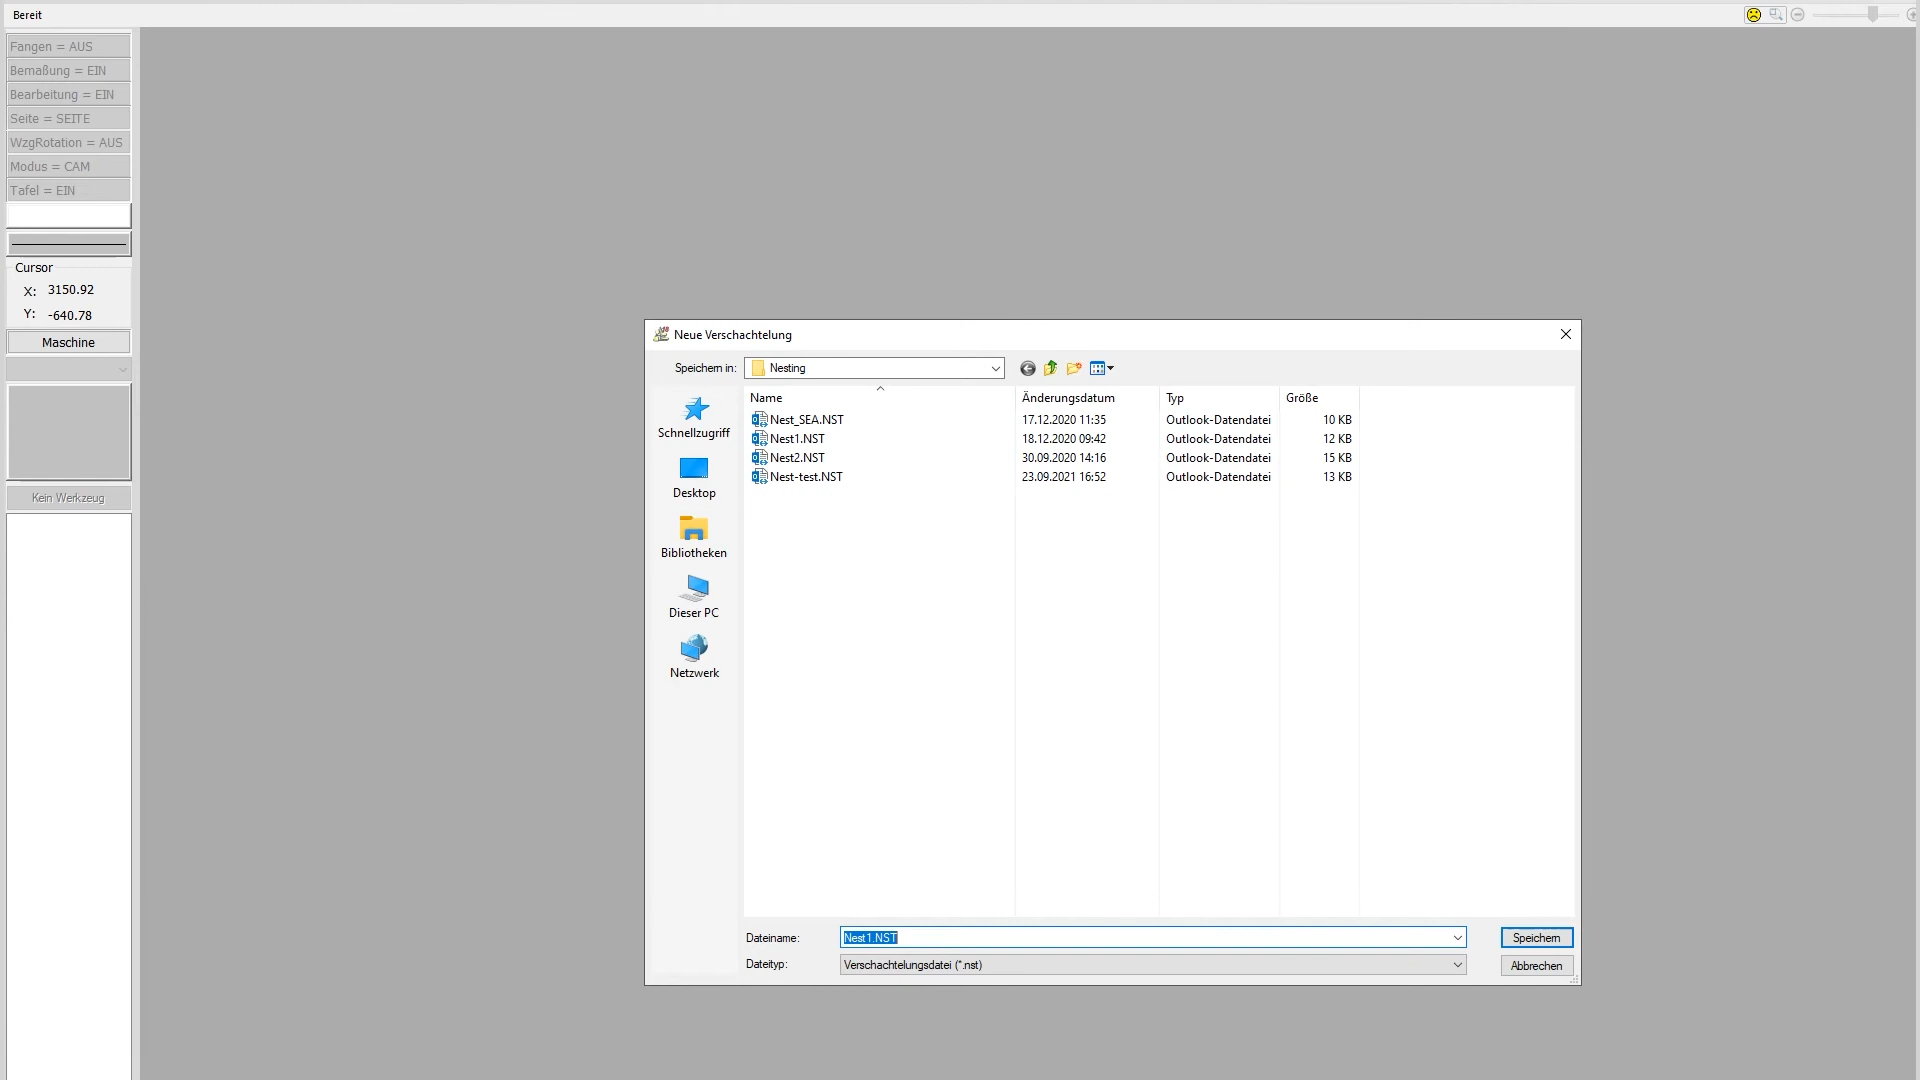 Bereit
Fangen = AUS
Bemaßung = EIN
Bearbeitung = EIN
Seite = SEITE
WzgRotation = AUS
Modus = CAM
Tafel = EIN
Cursor
X: 3150.92
Y: -640.78
Maschine
Kein Werkzeug
Neue Verschachtelung
Speichern in: Nesting
Schnellzugriff
Desktop
Bibliotheken
Dieser PC
Netzwerk
Name Änderungsdatum Typ Größe
Nest_SEA.NST 17.12.2020 11:35 Outlook-Datendatei 10 KB
Nest1.NST 18.12.2020 09:42 Outlook-Datendatei 12 KB
Nest2.NST 30.09.2020 14:16 Outlook-Datendatei 15 KB
Nest-test.NST 23.09.2021 16:52 Outlook-Datendatei 13 KB
Dateiname: Nest1.NST Speichern
Dateityp: Verschachtelungsdatei (*.nst) Abbrechen